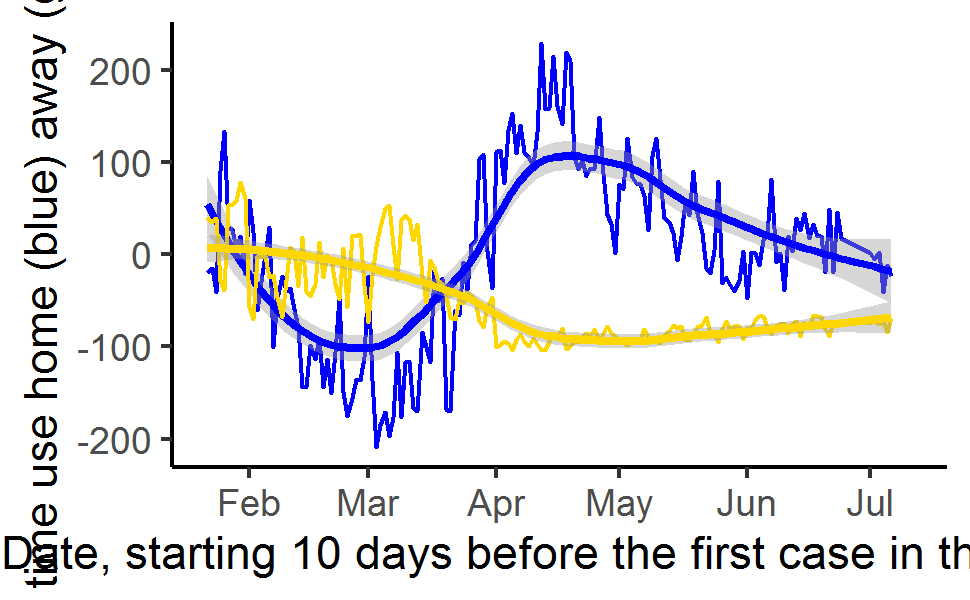 time use home (blue) away (
200
100
0
-100
-200
Feb Mar Apr May Jun Jul
Date, starting 10 days before the first case in th